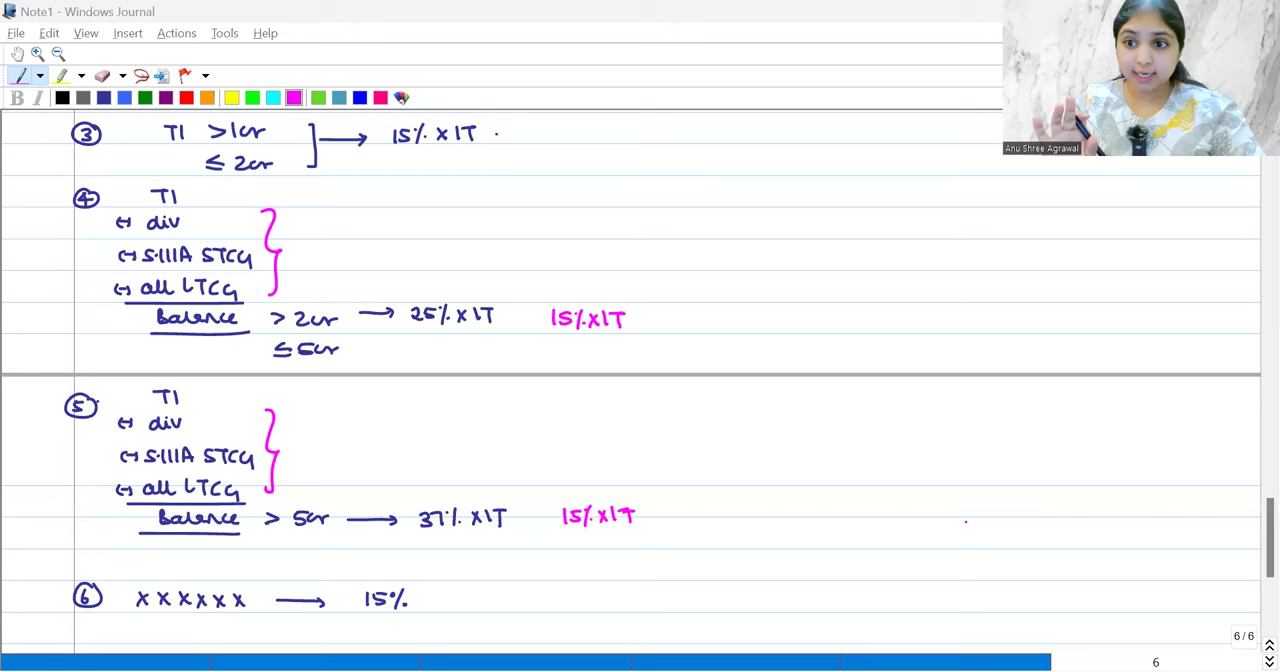 Note1 - Windows Journal
File Edit View Insert Actions Tools Help
B I
Anu Shree Agrawal
③ TI >1cr → 15% X IT
≤ 2cr
④ TI
(-) div
(-) S.111A STCG
(-) all LTCG
Balance > 2cr → 25% X IT 15% X IT
≤ 5cr
⑤ TI
(-) div
(-) S.111A STCG
(-) all LTCG
Balance > 5cr → 37% X IT 15% X IT
⑥ X X X X X X → 15%
6 / 6
6